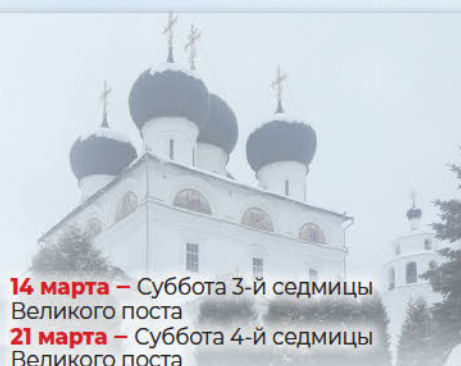 14 марта – Суббота 3-й седмицы
Великого поста
21 марта – Суббота 4-й седмицы
Великого поста